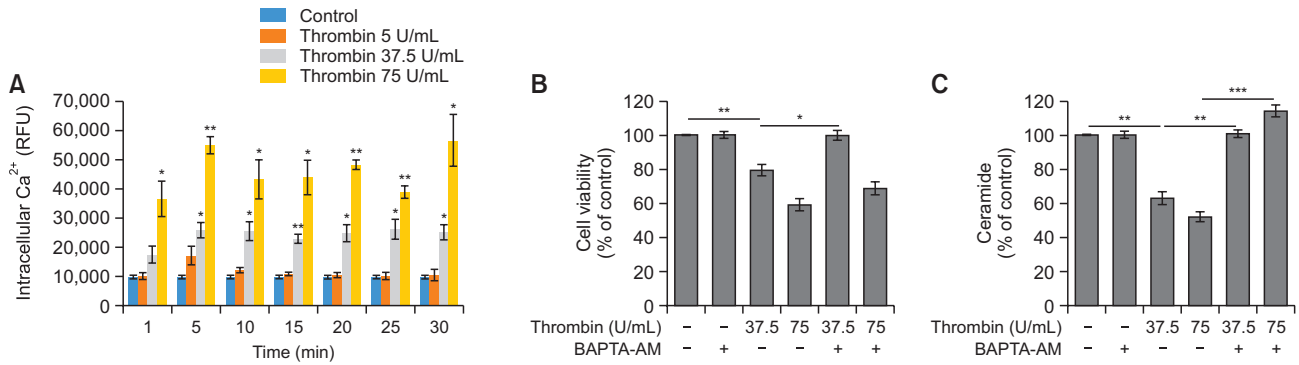 Control
Thrombin 5 U/mL
Thrombin 37.5 U/mL
Thrombin 75 U/mL
A
Intracellular Ca²⁺ (RFU)
70,000
60,000
50,000
40,000
30,000
20,000
10,000
0
* ** * * ** ** *
* * ** * * *
1 5 10 15 20 25 30
Time (min)
B
Cell viability
(% of control)
120
100
80
60
40
20
0
** *
Thrombin (U/mL) – – 37.5 75 37.5 75
BAPTA-AM – + – – + +
C
Ceramide
(% of control)
120
100
80
60
40
20
0
***
** **
Thrombin (U/mL) – – 37.5 75 37.5 75
BAPTA-AM – + – – + +